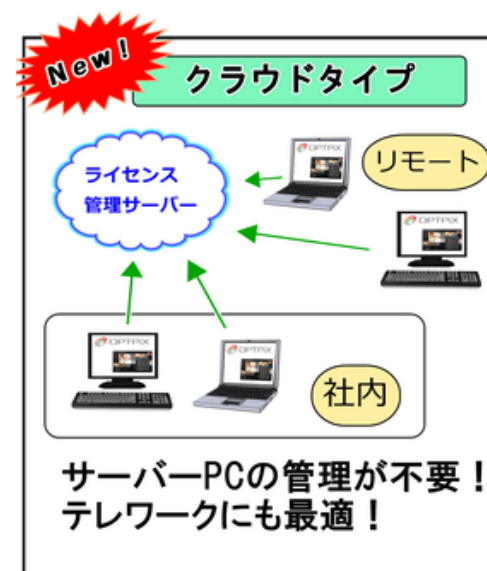 New!
クラウドタイプ
ライセンス
管理サーバー
OPTPIX
リモート
OPTPIX
OPTPIX
OPTPIX
社内
サーバーPCの管理が不要！
テレワークにも最適！